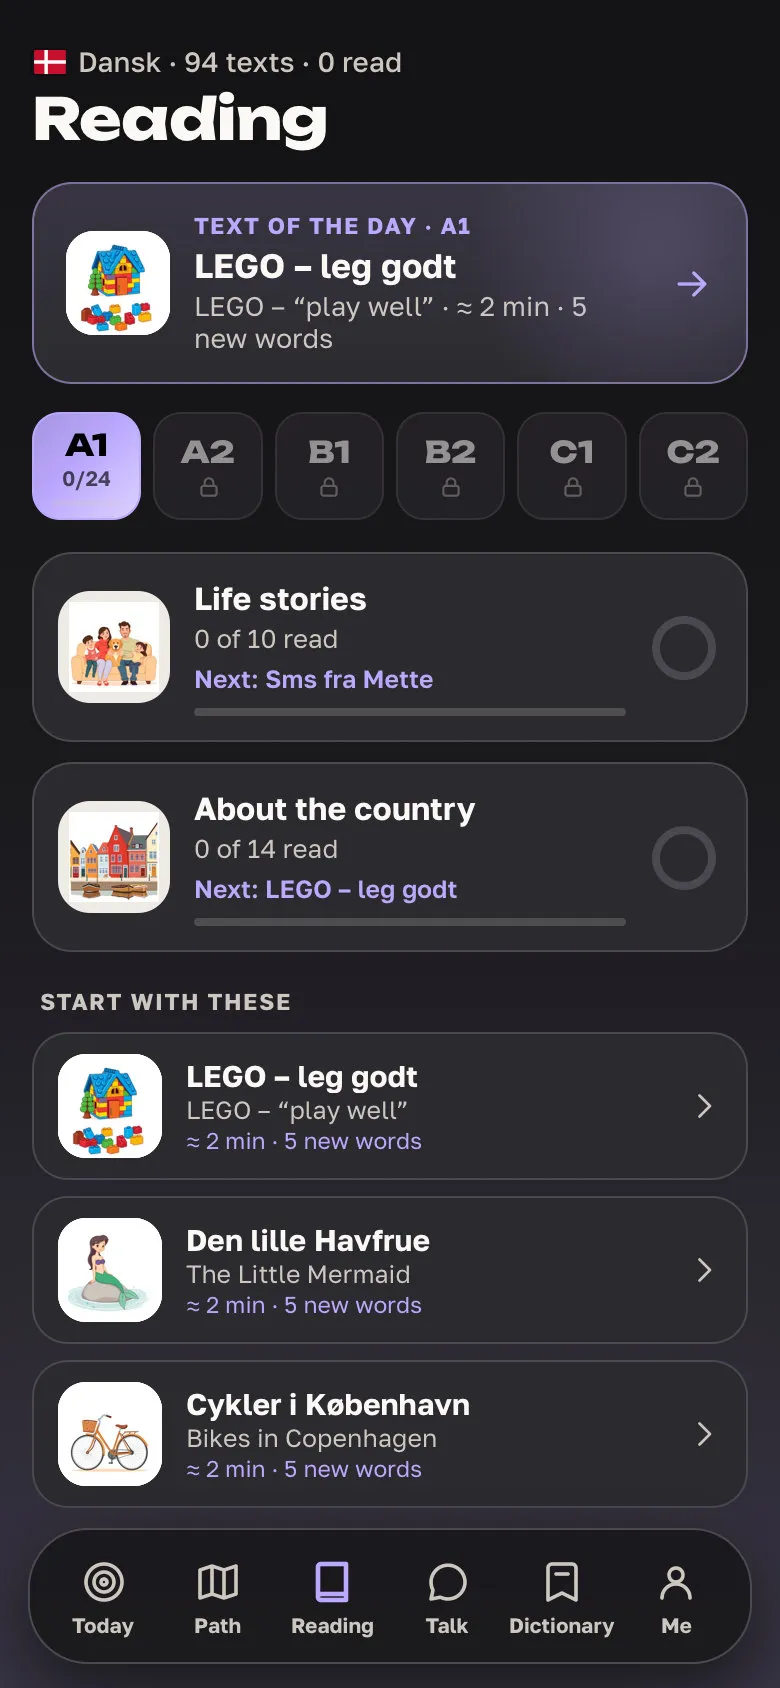 Dansk · 94 texts · 0 read
Reading
TEXT OF THE DAY · A1
LEGO – leg godt
LEGO – “play well” · ≈ 2 min · 5
new words
A1
0/24
A2
B1
B2
C1
C2
Life stories
0 of 10 read
Next: Sms fra Mette
About the country
0 of 14 read
Next: LEGO – leg godt
START WITH THESE
LEGO – leg godt
LEGO – “play well”
≈ 2 min · 5 new words
Den lille Havfrue
The Little Mermaid
≈ 2 min · 5 new words
Cykler i København
Bikes in Copenhagen
≈ 2 min · 5 new words
Today
Path
Reading
Talk
Dictionary
Me